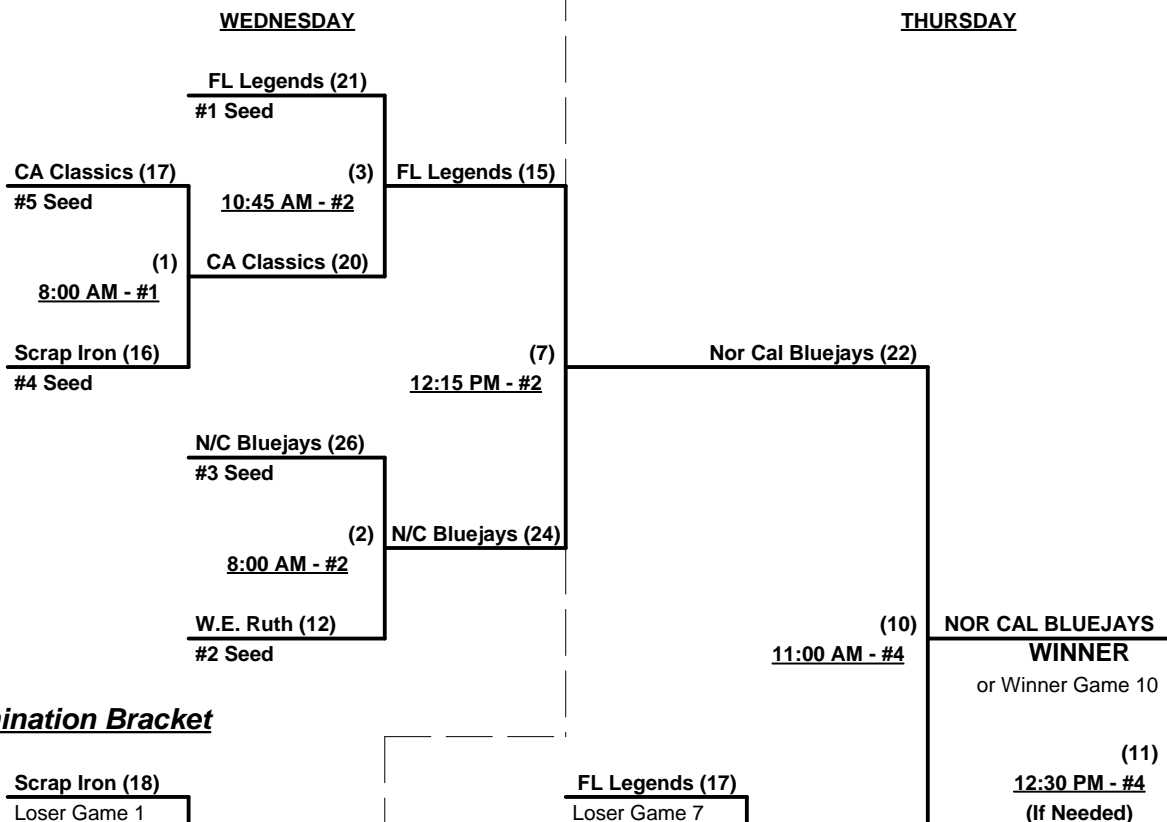 WEDNESDAY
THURSDAY
FL Legends (21)
#1 Seed
CA Classics (17)
#5 Seed
(3)
10:45 AM - #2
FL Legends (15)
(1)
8:00 AM - #1
CA Classics (20)
Scrap Iron (16)
#4 Seed
(7)
12:15 PM - #2
Nor Cal Bluejays (22)
N/C Bluejays (26)
#3 Seed
(2)
8:00 AM - #2
N/C Bluejays (24)
W.E. Ruth (12)
#2 Seed
(10)
11:00 AM - #4
NOR CAL BLUEJAYS
WINNER
or Winner Game 10
Bracket
(11)
12:30 PM - #4
(If Needed)
Scrap Iron (18)
Loser Game 1
FL Legends (17)
Loser Game 7